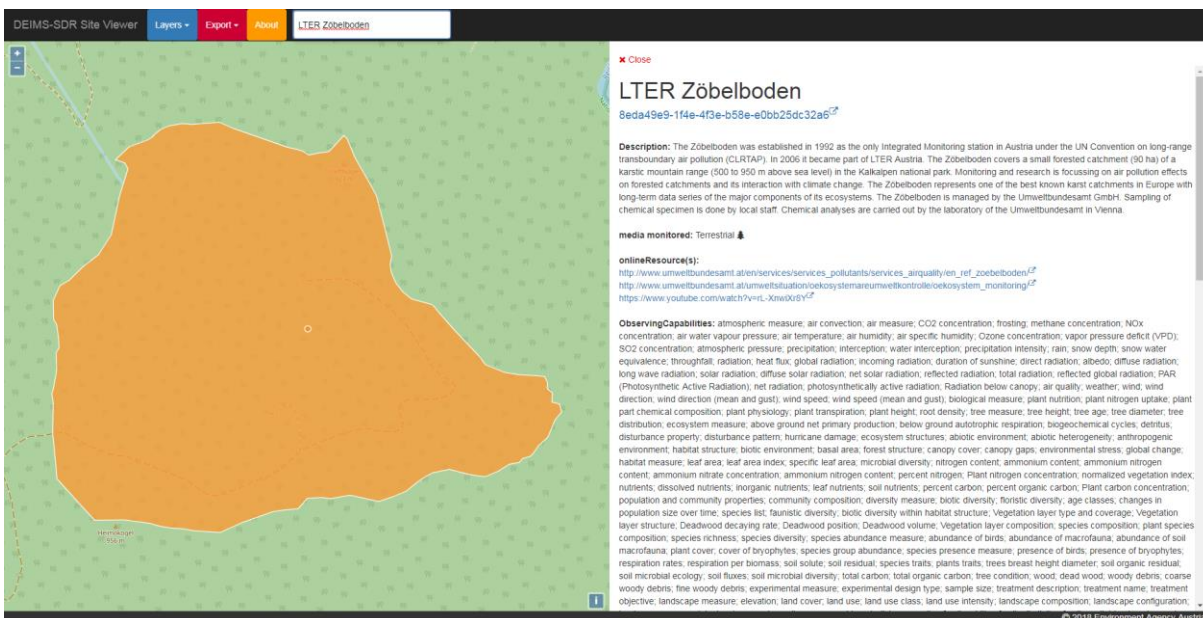 DEIMS-SDR Site Viewer
Layers
Export
About
LTER Zöbelboden
+
−
Heimskogel
956 m
i
✖ Close
LTER Zöbelboden
8eda49e9-1f4e-4f3e-b58e-e0bb25dc32a6
Description: The Zöbelboden was established in 1992 as the only Integrated Monitoring station in Austria under the UN Convention on long-range
transboundary air pollution (CLRTAP). In 2006 it became part of LTER Austria. The Zöbelboden covers a small forested catchment (90 ha) of a
karstic mountain range (500 to 950 m above sea level) in the Kalkalpen national park. Monitoring and research is focussing on air pollution effects
on forested catchments and its interaction with climate change. The Zöbelboden represents one of the best known karst catchments in Europe with
long-term data series of the major components of its ecosystems. The Zöbelboden is managed by the Umweltbundesamt GmbH. Sampling of
chemical specimen is done by local staff. Chemical analyses are carried out by the laboratory of the Umweltbundesamt in Vienna.
media monitored: Terrestrial
onlineResource(s):
http://www.umweltbundesamt.at/en/services/services_pollutants/services_airquality/en_ref_zoebelboden/
http://www.umweltbundesamt.at/umweltsituation/oekosystemareumweltkontrolle/oekosystem_monitoring/
https://www.youtube.com/watch?v=rL-XnwiXr8Y
ObservingCapabilities: atmospheric measure; air convection; air measure; CO2 concentration; frosting; methane concentration; NOx
concentration; air water vapour pressure; air temperature; air humidity; air specific humidity; Ozone concentration; vapor pressure deficit (VPD);
SO2 concentration; atmospheric pressure; precipitation; interception; water interception; precipitation intensity; rain; snow depth; snow water
equivalence; throughfall; radiation; heat flux; global radiation; incoming radiation; duration of sunshine; direct radiation; albedo; diffuse radiation;
long wave radiation; solar radiation; diffuse solar radiation; net solar radiation; reflected radiation; total radiation; reflected global radiation; PAR
(Photosynthetic Active Radiation); net radiation; photosynthetically active radiation; Radiation below canopy; air quality; weather; wind; wind
direction; wind direction (mean and gust); wind speed; wind speed (mean and gust); biological measure; plant nutrition; plant nitrogen uptake; plant
part chemical composition; plant physiology; plant transpiration; plant height; root density; tree measure; tree height; tree age; tree diameter; tree
distribution; ecosystem measure; above ground net primary production; below ground autotrophic respiration; biogeochemical cycles; detritus;
disturbance property; disturbance pattern; hurricane damage; ecosystem structures; abiotic environment; abiotic heterogeneity; anthropogenic
environment; habitat structure; biotic environment; basal area; forest structure; canopy cover; canopy gaps; environmental stress; global change;
habitat measure; leaf area; leaf area index; specific leaf area; microbial diversity; nitrogen content; ammonium content; ammonium nitrogen
content; ammonium nitrate concentration; ammonium nitrogen content; percent nitrogen; Plant nitrogen concentration; normalized vegetation index;
nutrients; dissolved nutrients; inorganic nutrients; leaf nutrients; soil nutrients; percent carbon; percent organic carbon; Plant carbon concentration;
population and community properties; community composition; diversity measure; biotic diversity; floristic diversity; age classes; changes in
population size over time; species list; faunistic diversity; biotic diversity within habitat structure; Vegetation layer type and coverage; Vegetation
layer structure; Deadwood decaying rate; Deadwood position; Deadwood volume; Vegetation layer composition; species composition; plant species
composition; species richness; species diversity; species abundance measure; abundance of birds; abundance of macrofauna; abundance of soil
macrofauna; plant cover; cover of bryophytes; species group abundance; species presence measure; presence of birds; presence of bryophytes;
respiration rates; respiration per biomass; soil solute; soil residual; species traits; plants traits; trees breast height diameter; soil organic residual;
soil microbial ecology; soil fluxes; soil microbial diversity; total carbon; total organic carbon; tree condition; wood; dead wood; woody debris; coarse
woody debris; fine woody debris; experimental measure; experimental design type; sample size; treatment description; treatment name; treatment
objective; landscape measure; elevation; land cover; land use; land use class; land use intensity; landscape composition; landscape configuration;
© 2018 Environment Agency Austria